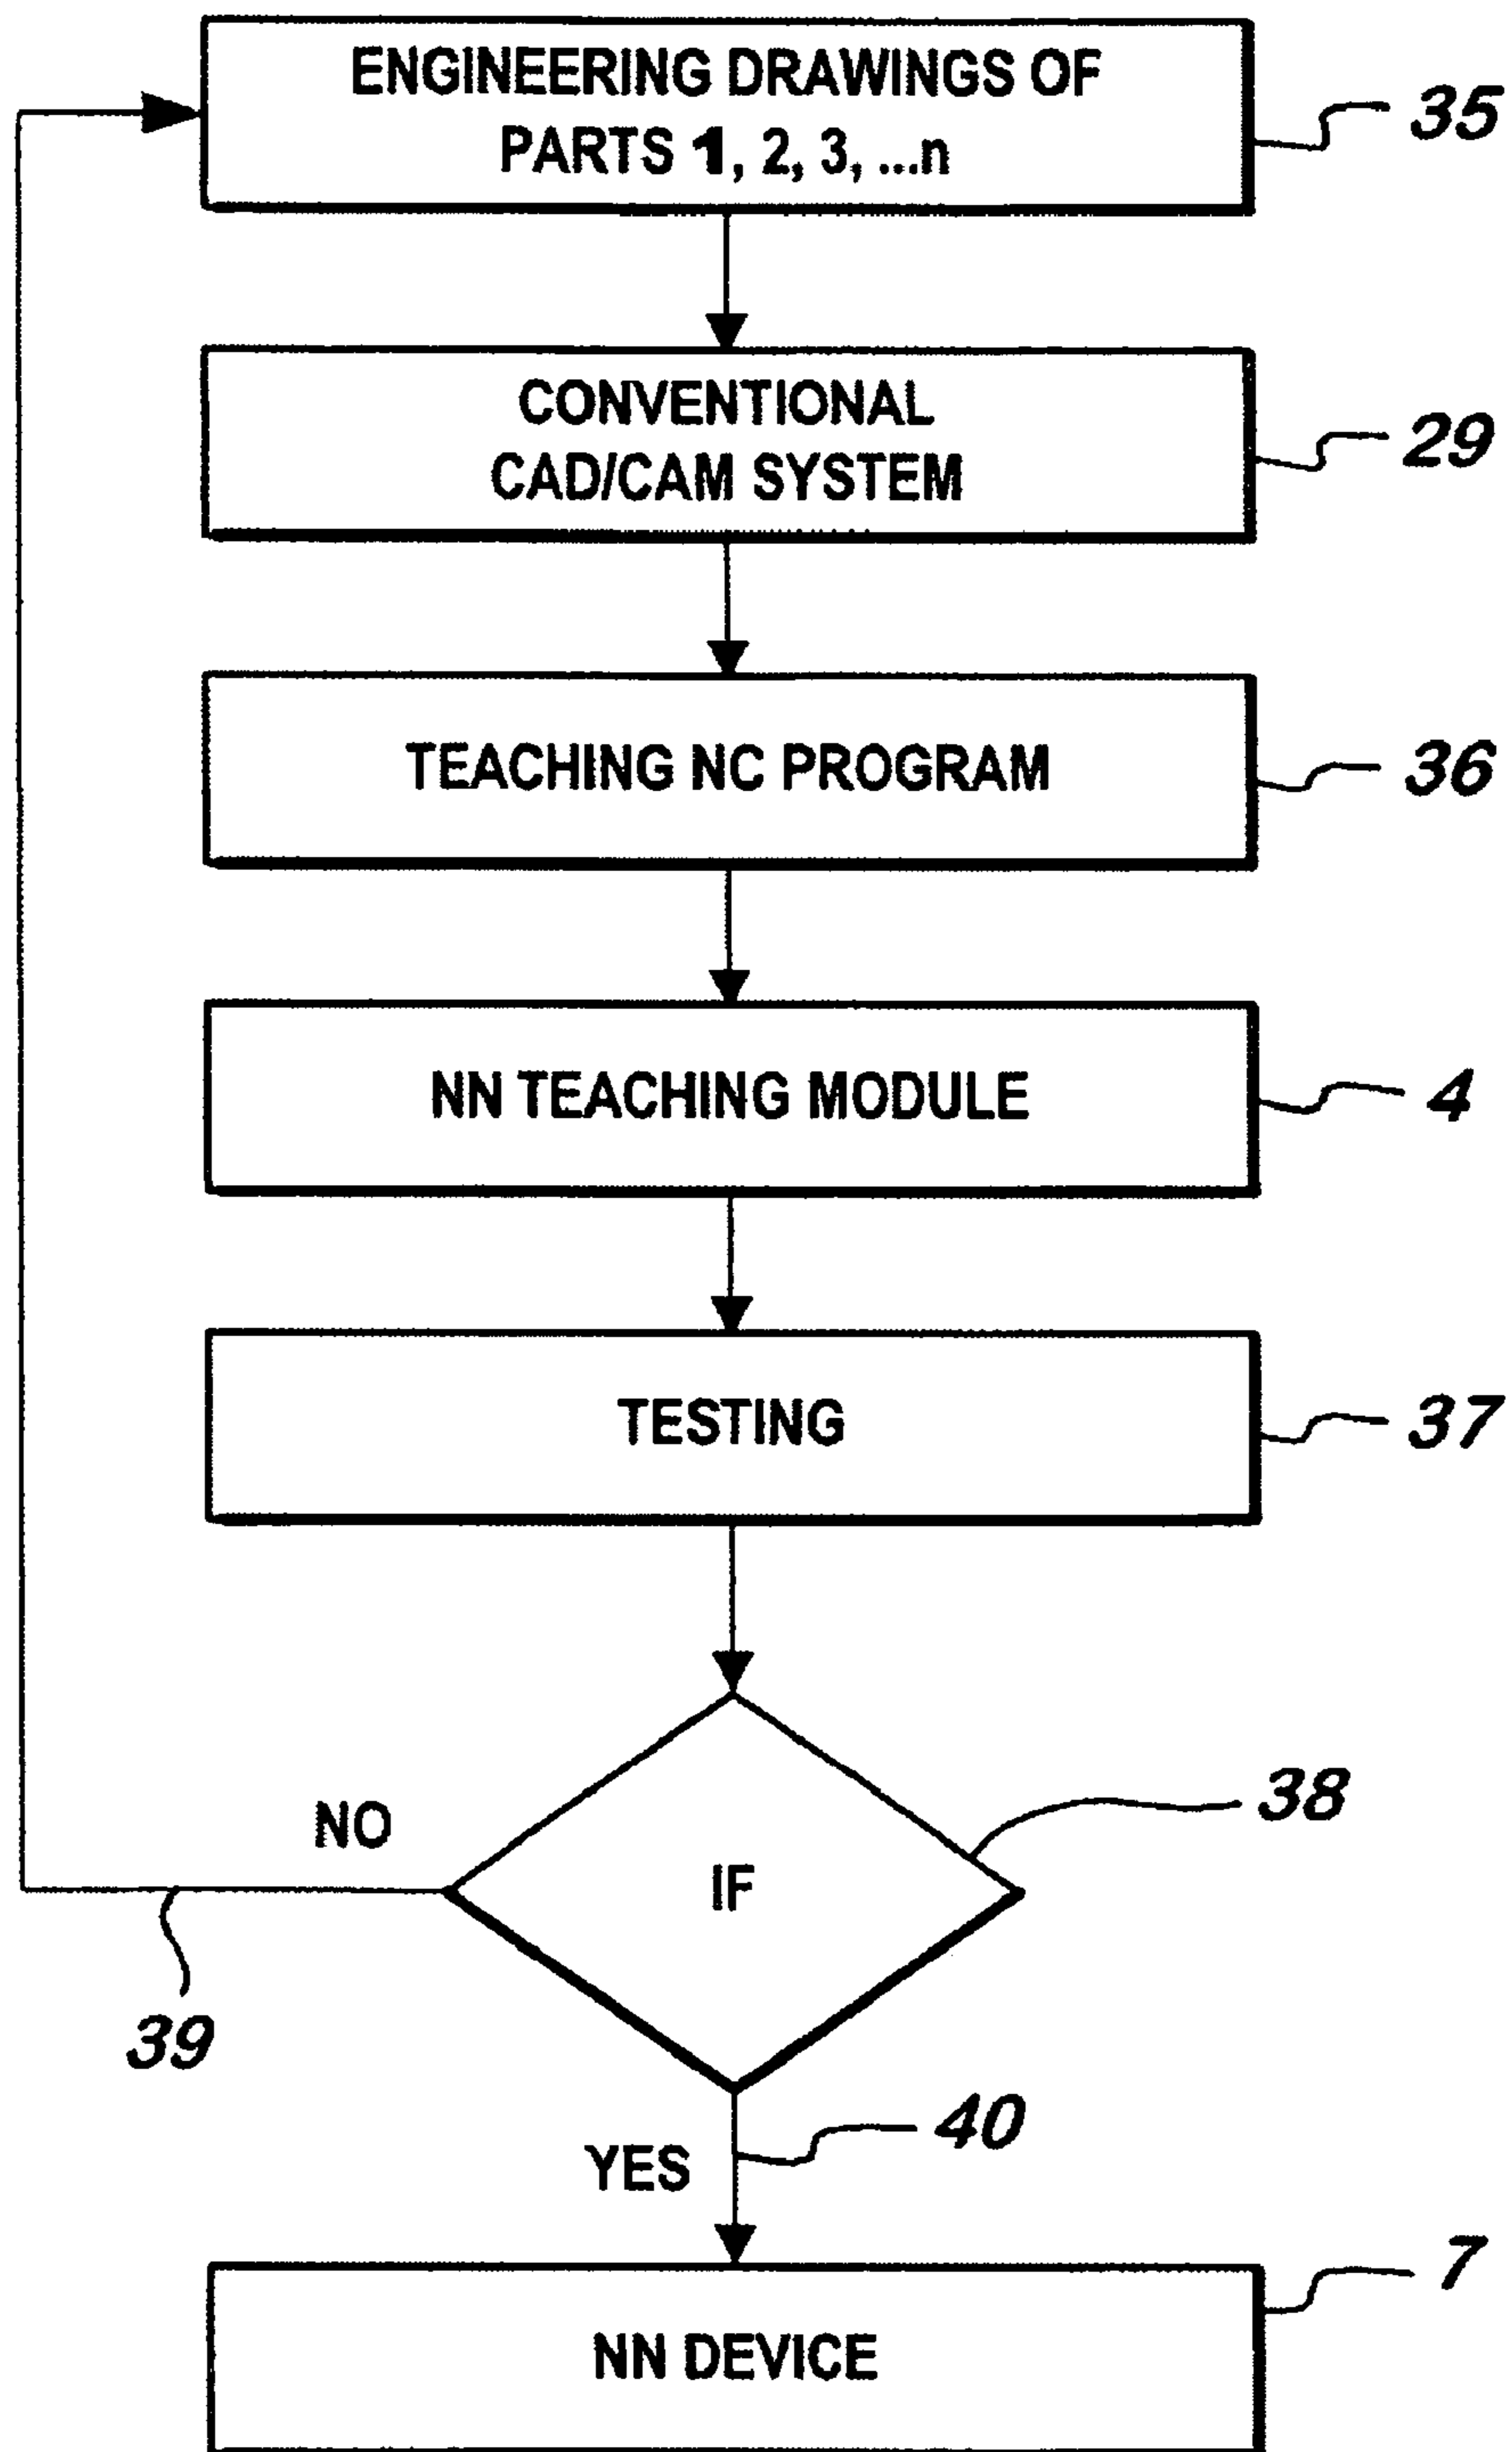 ENGINEERING DRAWINGS OF
PARTS 1, 2, 3, ...n
35
CONVENTIONAL
CAD/CAM SYSTEM
29
TEACHING NC PROGRAM
36
NN TEACHING MODULE
4
TESTING
37
38
NO
IF
39
40
YES
7
NN DEVICE